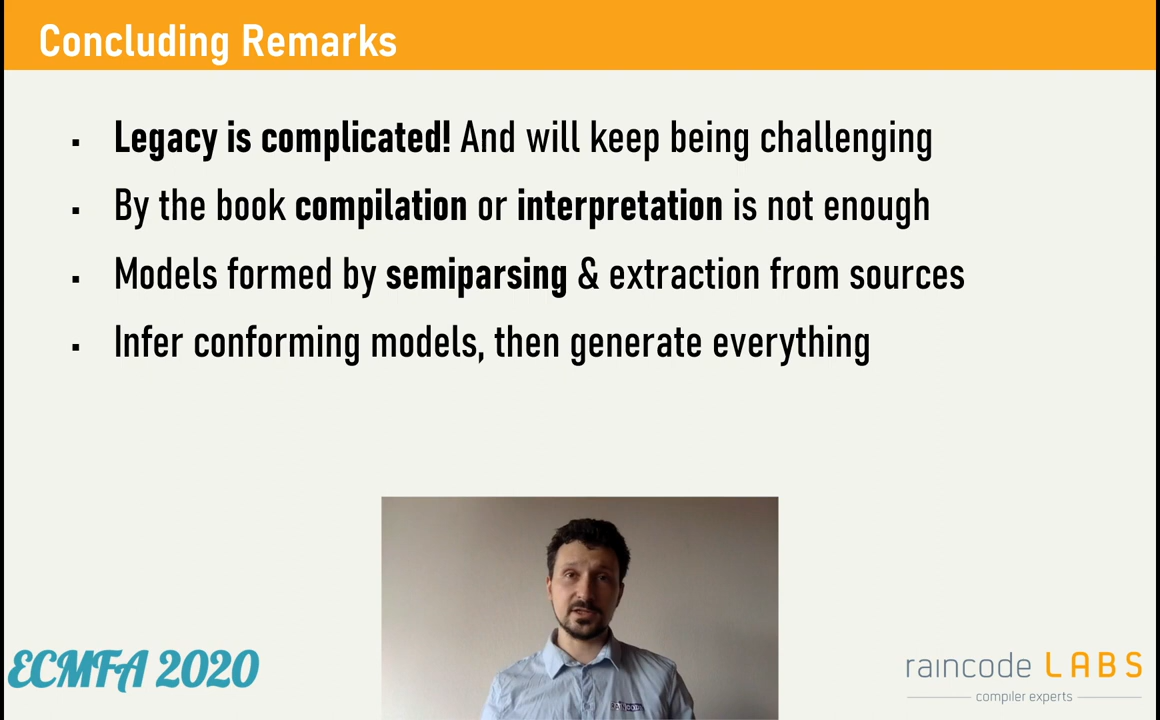 Concluding Remarks
▪ Legacy is complicated! And will keep being challenging
▪ By the book compilation or interpretation is not enough
▪ Models formed by semiparsing & extraction from sources
▪ Infer conforming models, then generate everything
ECMFA 2020
raincode LABS
compiler experts